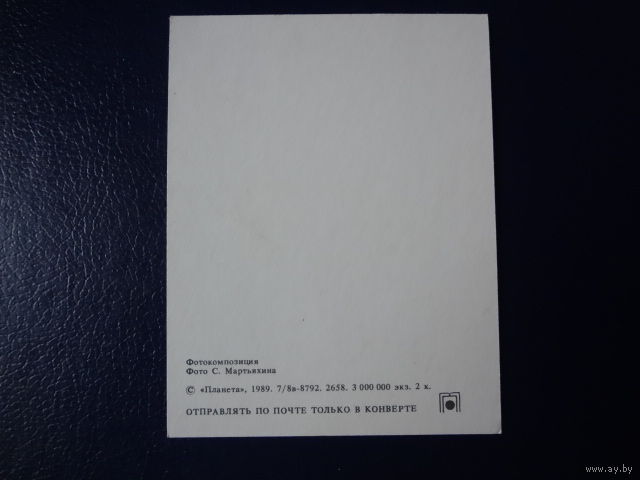 Фотокомпозиция
Фото С. Мартьяхина
© «Планета», 1989. 7/8в-8792. 2658. 3 000 000 экз. 2 к.
ОТПРАВЛЯТЬ ПО ПОЧТЕ ТОЛЬКО В КОНВЕРТЕ
www.ay.by